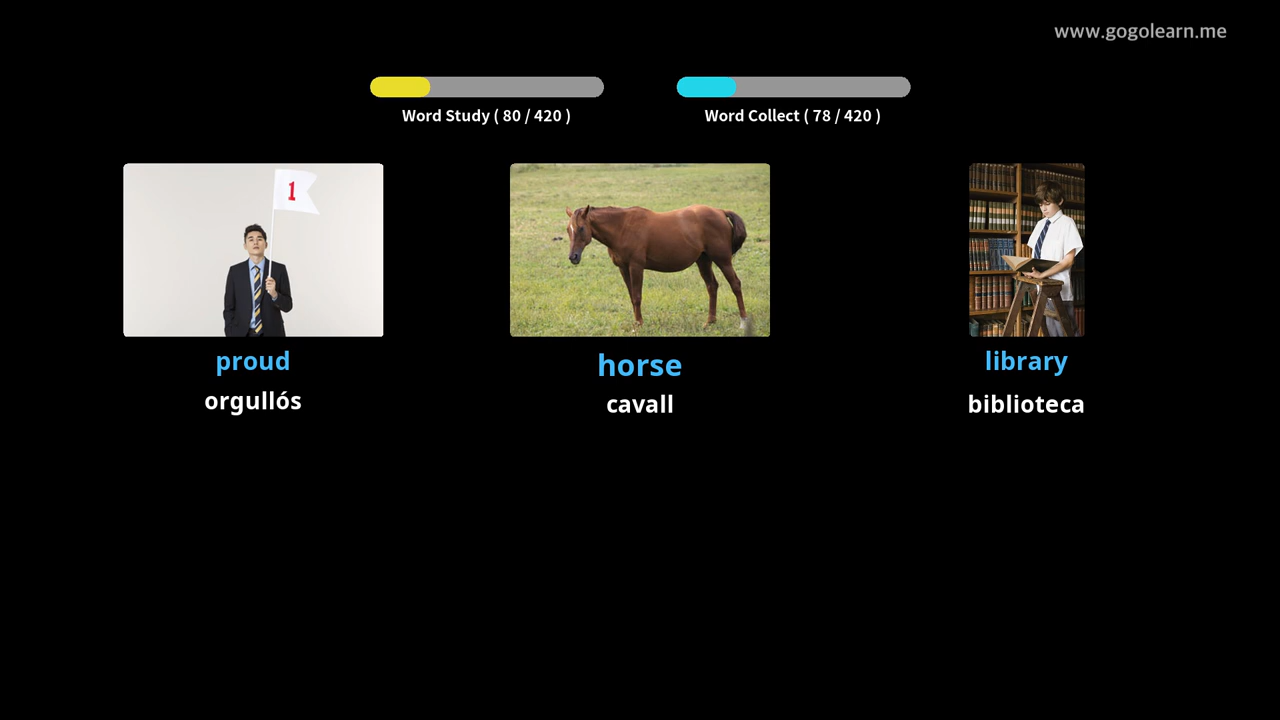 www.gogolearn.me
Word Study ( 80 / 420 )
Word Collect ( 78 / 420 )
1
proud
horse
library
orgullós
cavall
biblioteca